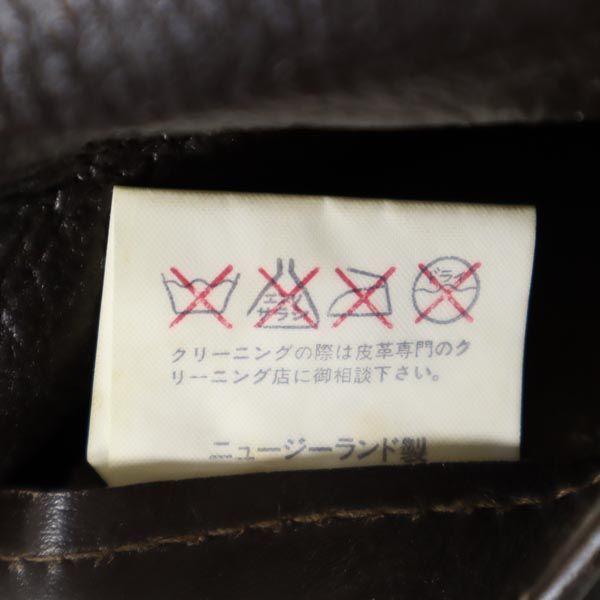 エンソ
サラシ
ドライ
クリーニングの際は皮革専門のク
リーニング店に御相談下さい。
ニュージーランド製